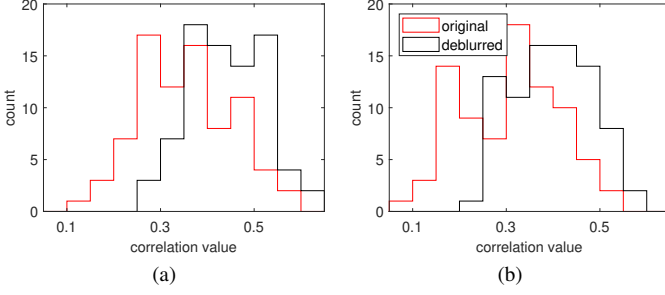 20
15
10
5
0
count
0.1 0.3 0.5
correlation value
(a)
20
15
10
5
0
count
original
deblurred
0.1 0.3 0.5
correlation value
(b)